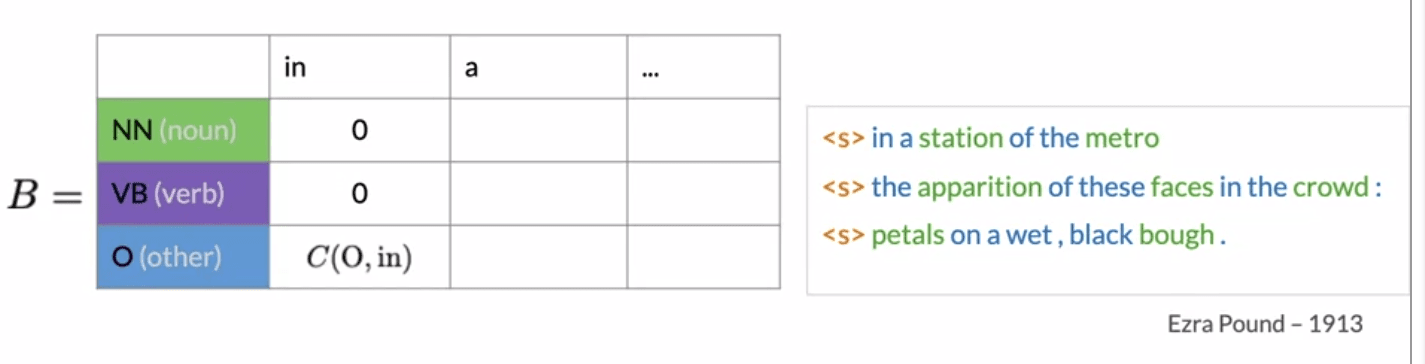 in a ...
NN (noun) 0
B = VB (verb) 0
O (other) C(O, in)
<s> in a station of the metro
<s> the apparition of these faces in the crowd :
<s> petals on a wet , black bough .
Ezra Pound – 1913